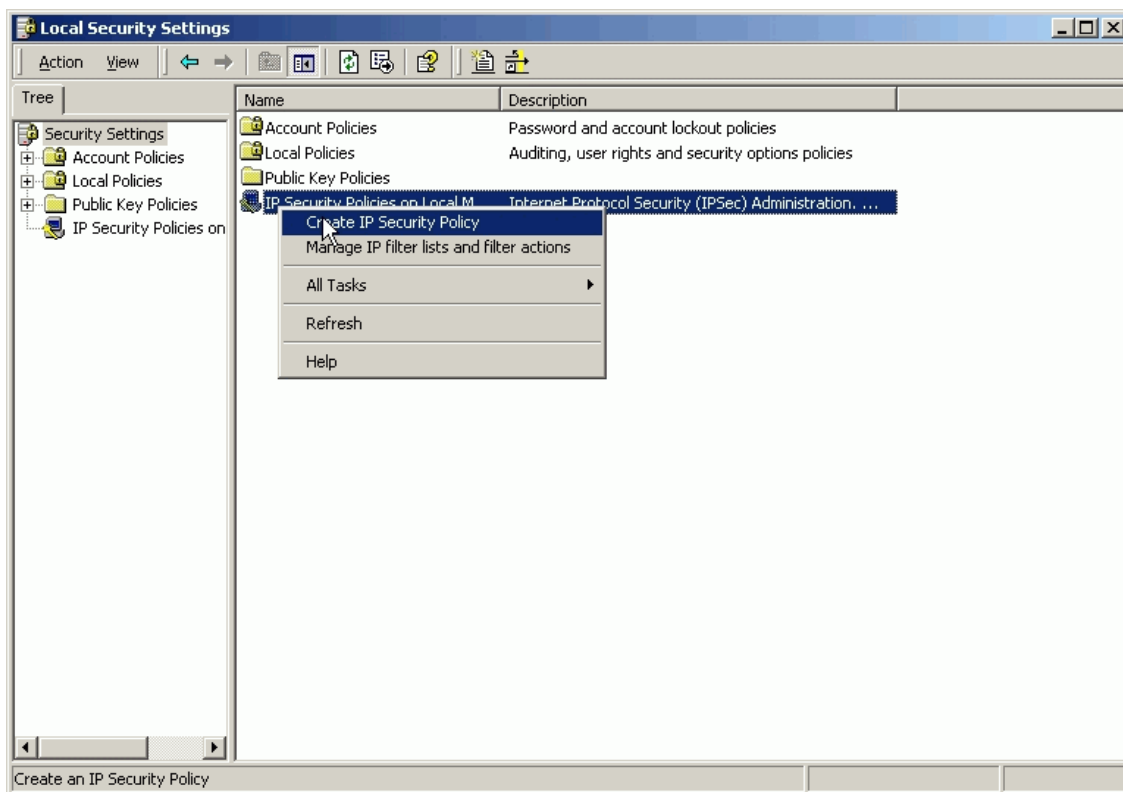 Local Security Settings
Action View
Tree
Name Description
Security Settings
Account Policies
Local Policies
Public Key Policies
IP Security Policies on
Account Policies Password and account lockout policies
Local Policies Auditing, user rights and security options policies
Public Key Policies
IP Security Policies on Local M... Internet Protocol Security (IPSec) Administration. ...
Create IP Security Policy
Manage IP filter lists and filter actions
All Tasks
Refresh
Help
Create an IP Security Policy